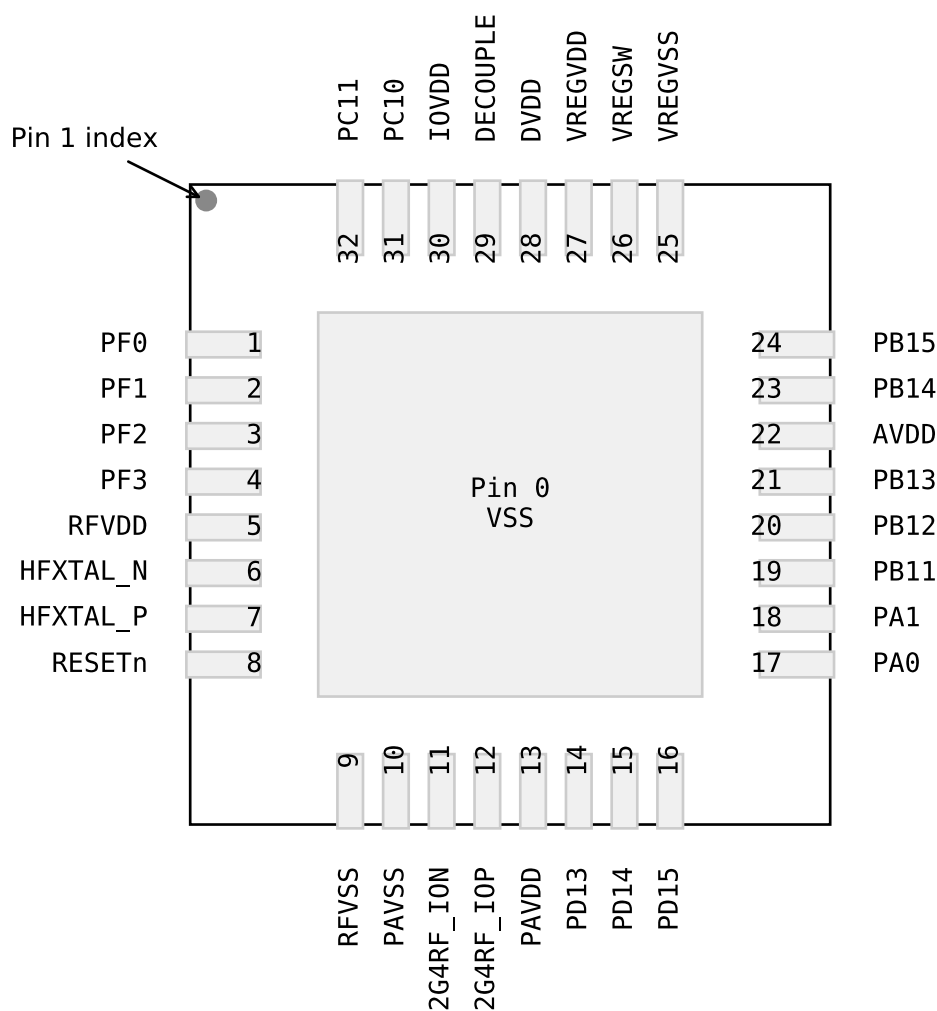 PC11
PC10
IOVDD
DECOUPLE
DVDD
VREGVDD
VREGSW
VREGVSS
Pin 1 index
32
31
30
29
28
27
26
25
PF0 1
24 PB15
PF1 2
23 PB14
PF2 3
22 AVDD
PF3 4
21 PB13
Pin 0
VSS
RFVDD 5
20 PB12
HFXTAL_N 6
19 PB11
HFXTAL_P 7
18 PA1
RESETn 8
17 PA0
9
10
11
12
13
14
15
16
RFVSS
PAVSS
2G4RF_ION
2G4RF_IOP
PAVDD
PD13
PD14
PD15